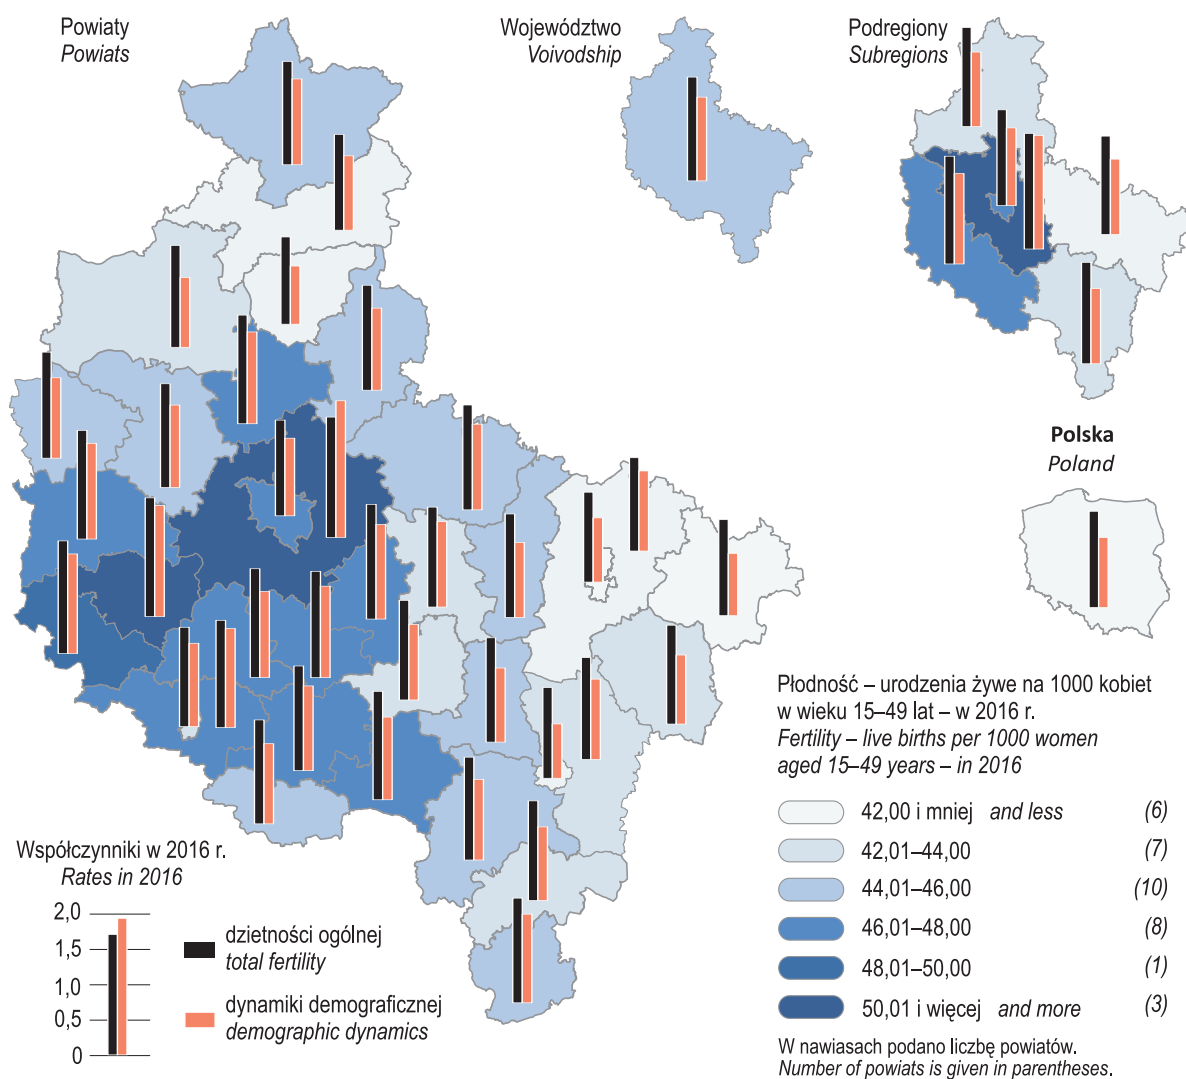 Powiaty
Powiats
Województwo
Voivodship
Podregiony
Subregions
Polska
Poland
Płodność – urodzenia żywe na 1000 kobiet
w wieku 15–49 lat – w 2016 r.
Fertility – live births per 1000 women
aged 15–49 years – in 2016
42,00 i mniej and less (6)
42,01–44,00 (7)
44,01–46,00 (10)
46,01–48,00 (8)
48,01–50,00 (1)
50,01 i więcej and more (3)
W nawiasach podano liczbę powiatów.
Number of powiats is given in parentheses.
Współczynniki w 2016 r.
Rates in 2016
2,0
1,5
1,0
0,5
0
dzietności ogólnej
total fertility
dynamiki demograficznej
demographic dynamics